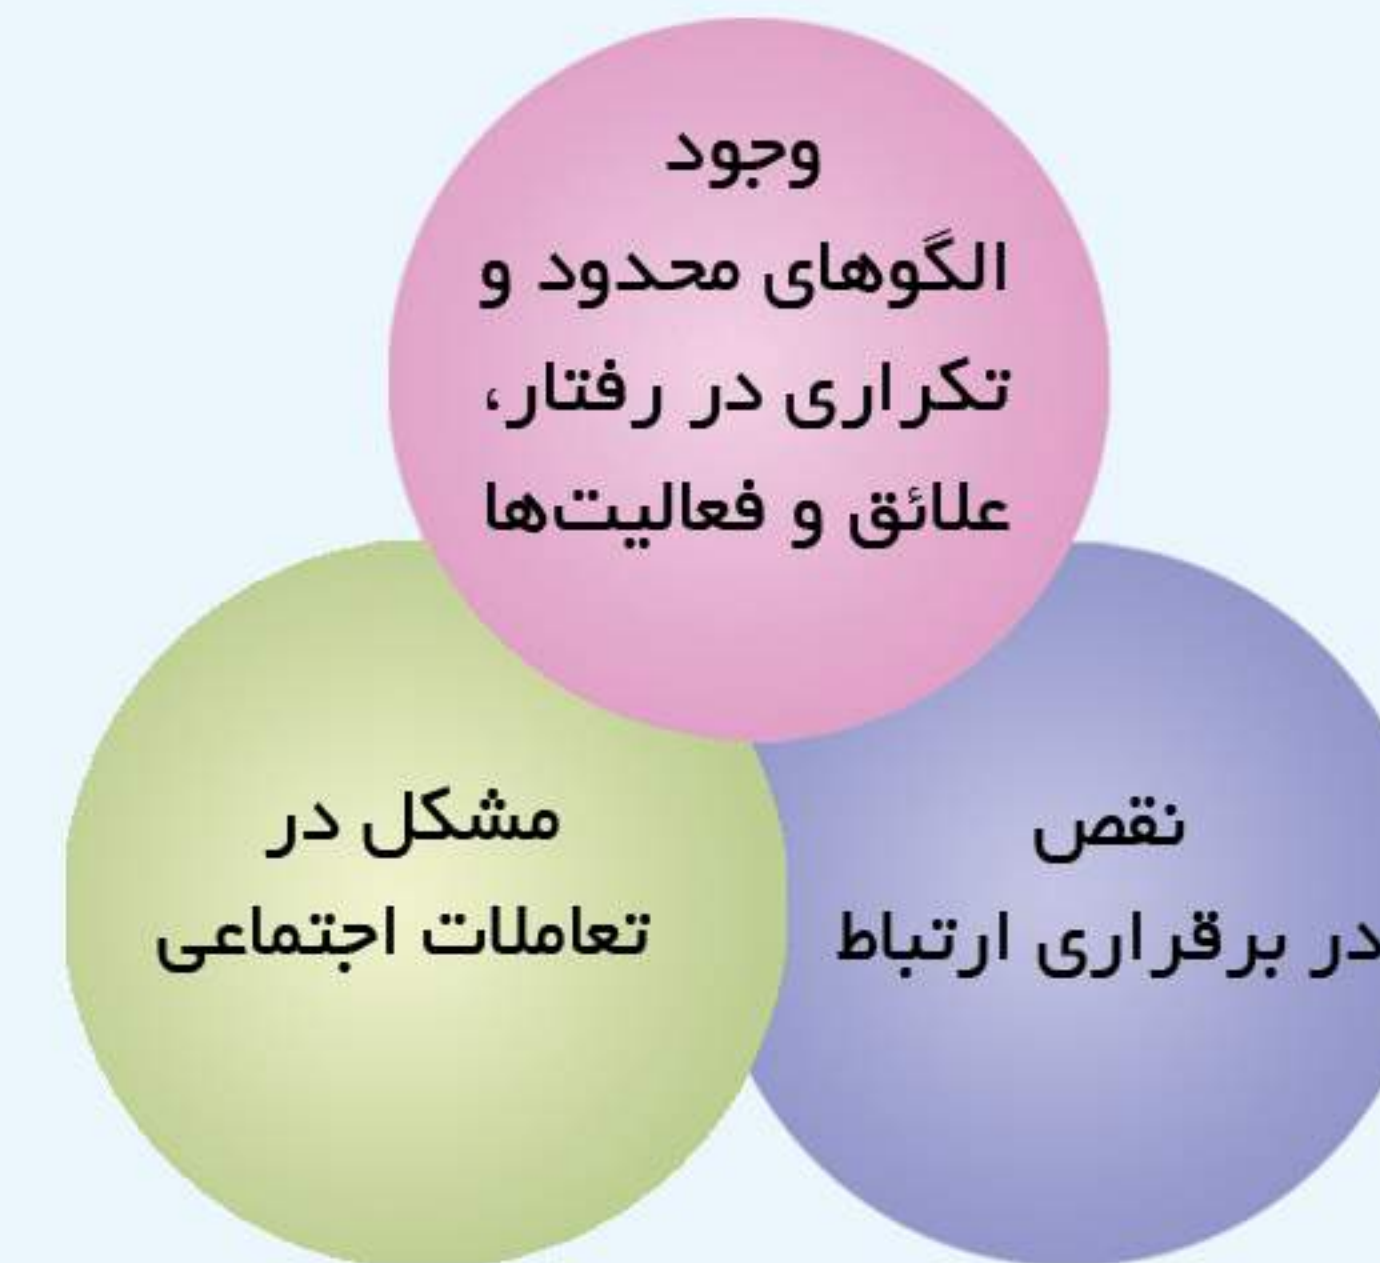 وجود
الگوهای محدود و
تکراری در رفتار،
علائق و فعالیت‌ها
نقص
در برقراری ارتباط
مشکل در
تعاملات اجتماعی